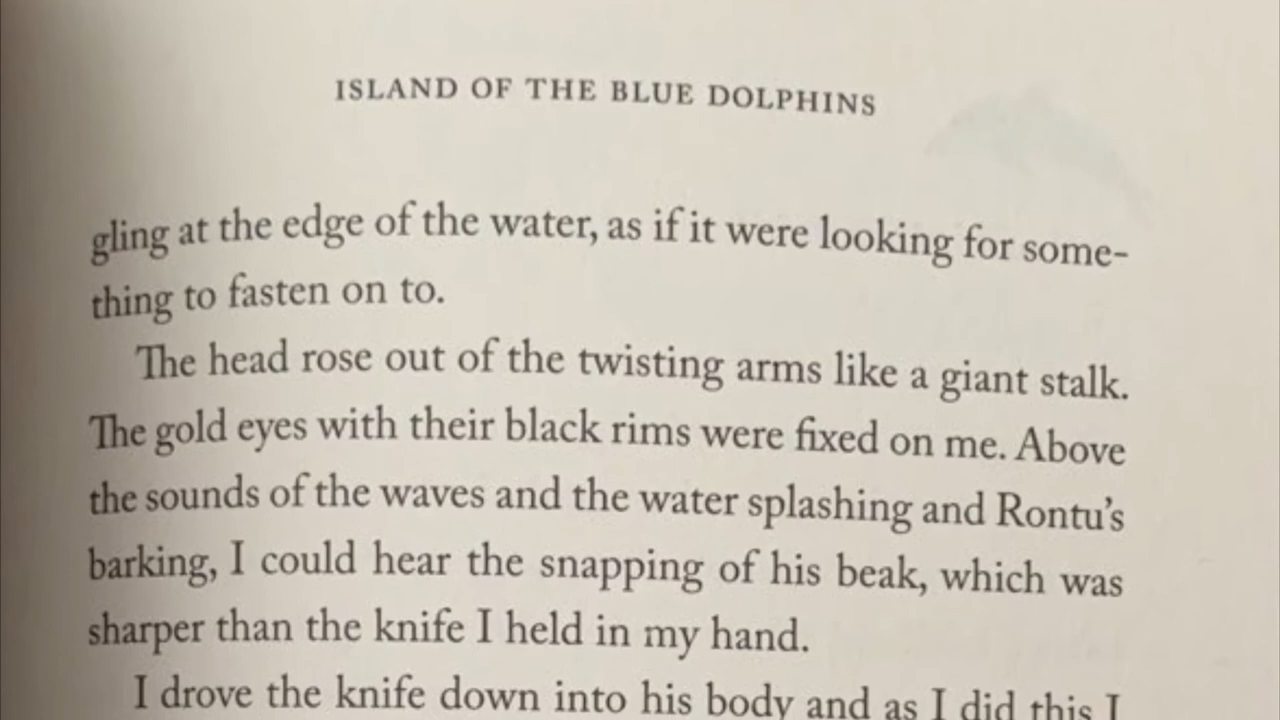 ISLAND OF THE BLUE DOLPHINS
gling at the edge of the water, as if it were looking for some-
thing to fasten on to.
The head rose out of the twisting arms like a giant stalk.
The gold eyes with their black rims were fixed on me. Above
the sounds of the waves and the water splashing and Rontu's
barking, I could hear the snapping of his beak, which was
sharper than the knife I held in my hand.
I drove the knife down into his body and as I did this I